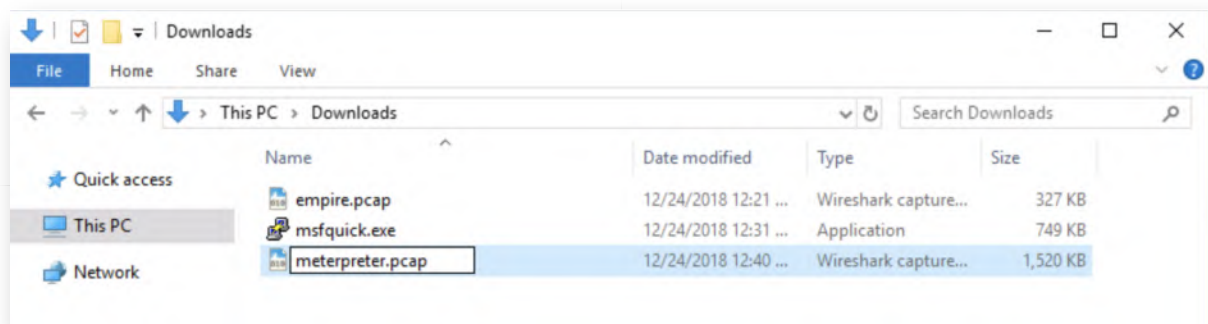 Downloads
File Home Share View
This PC > Downloads Search Downloads
Name Date modified Type Size
Quick access
empire.pcap 12/24/2018 12:21 ... Wireshark capture... 327 KB
This PC
msfquick.exe 12/24/2018 12:31 ... Application 749 KB
meterpreter.pcap 12/24/2018 12:40 ... Wireshark capture... 1,520 KB
Network